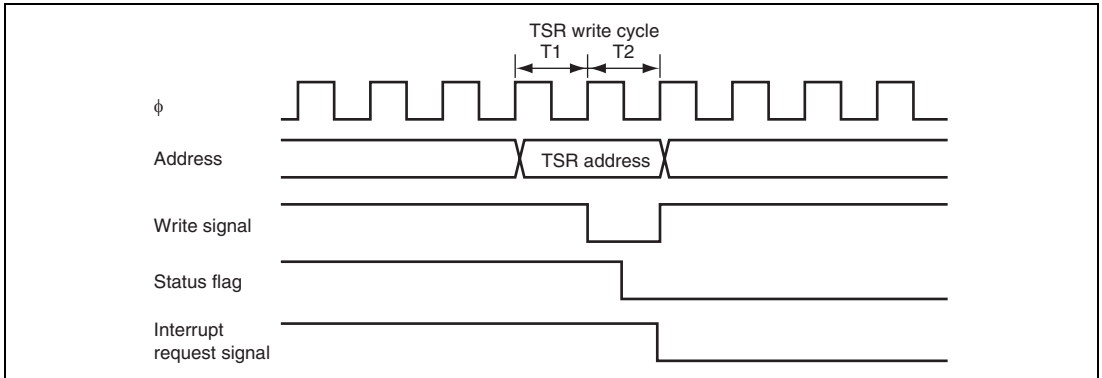 TSR write cycle
T1 T2
ϕ
Address
TSR address
Write signal
Status flag
Interrupt
request signal